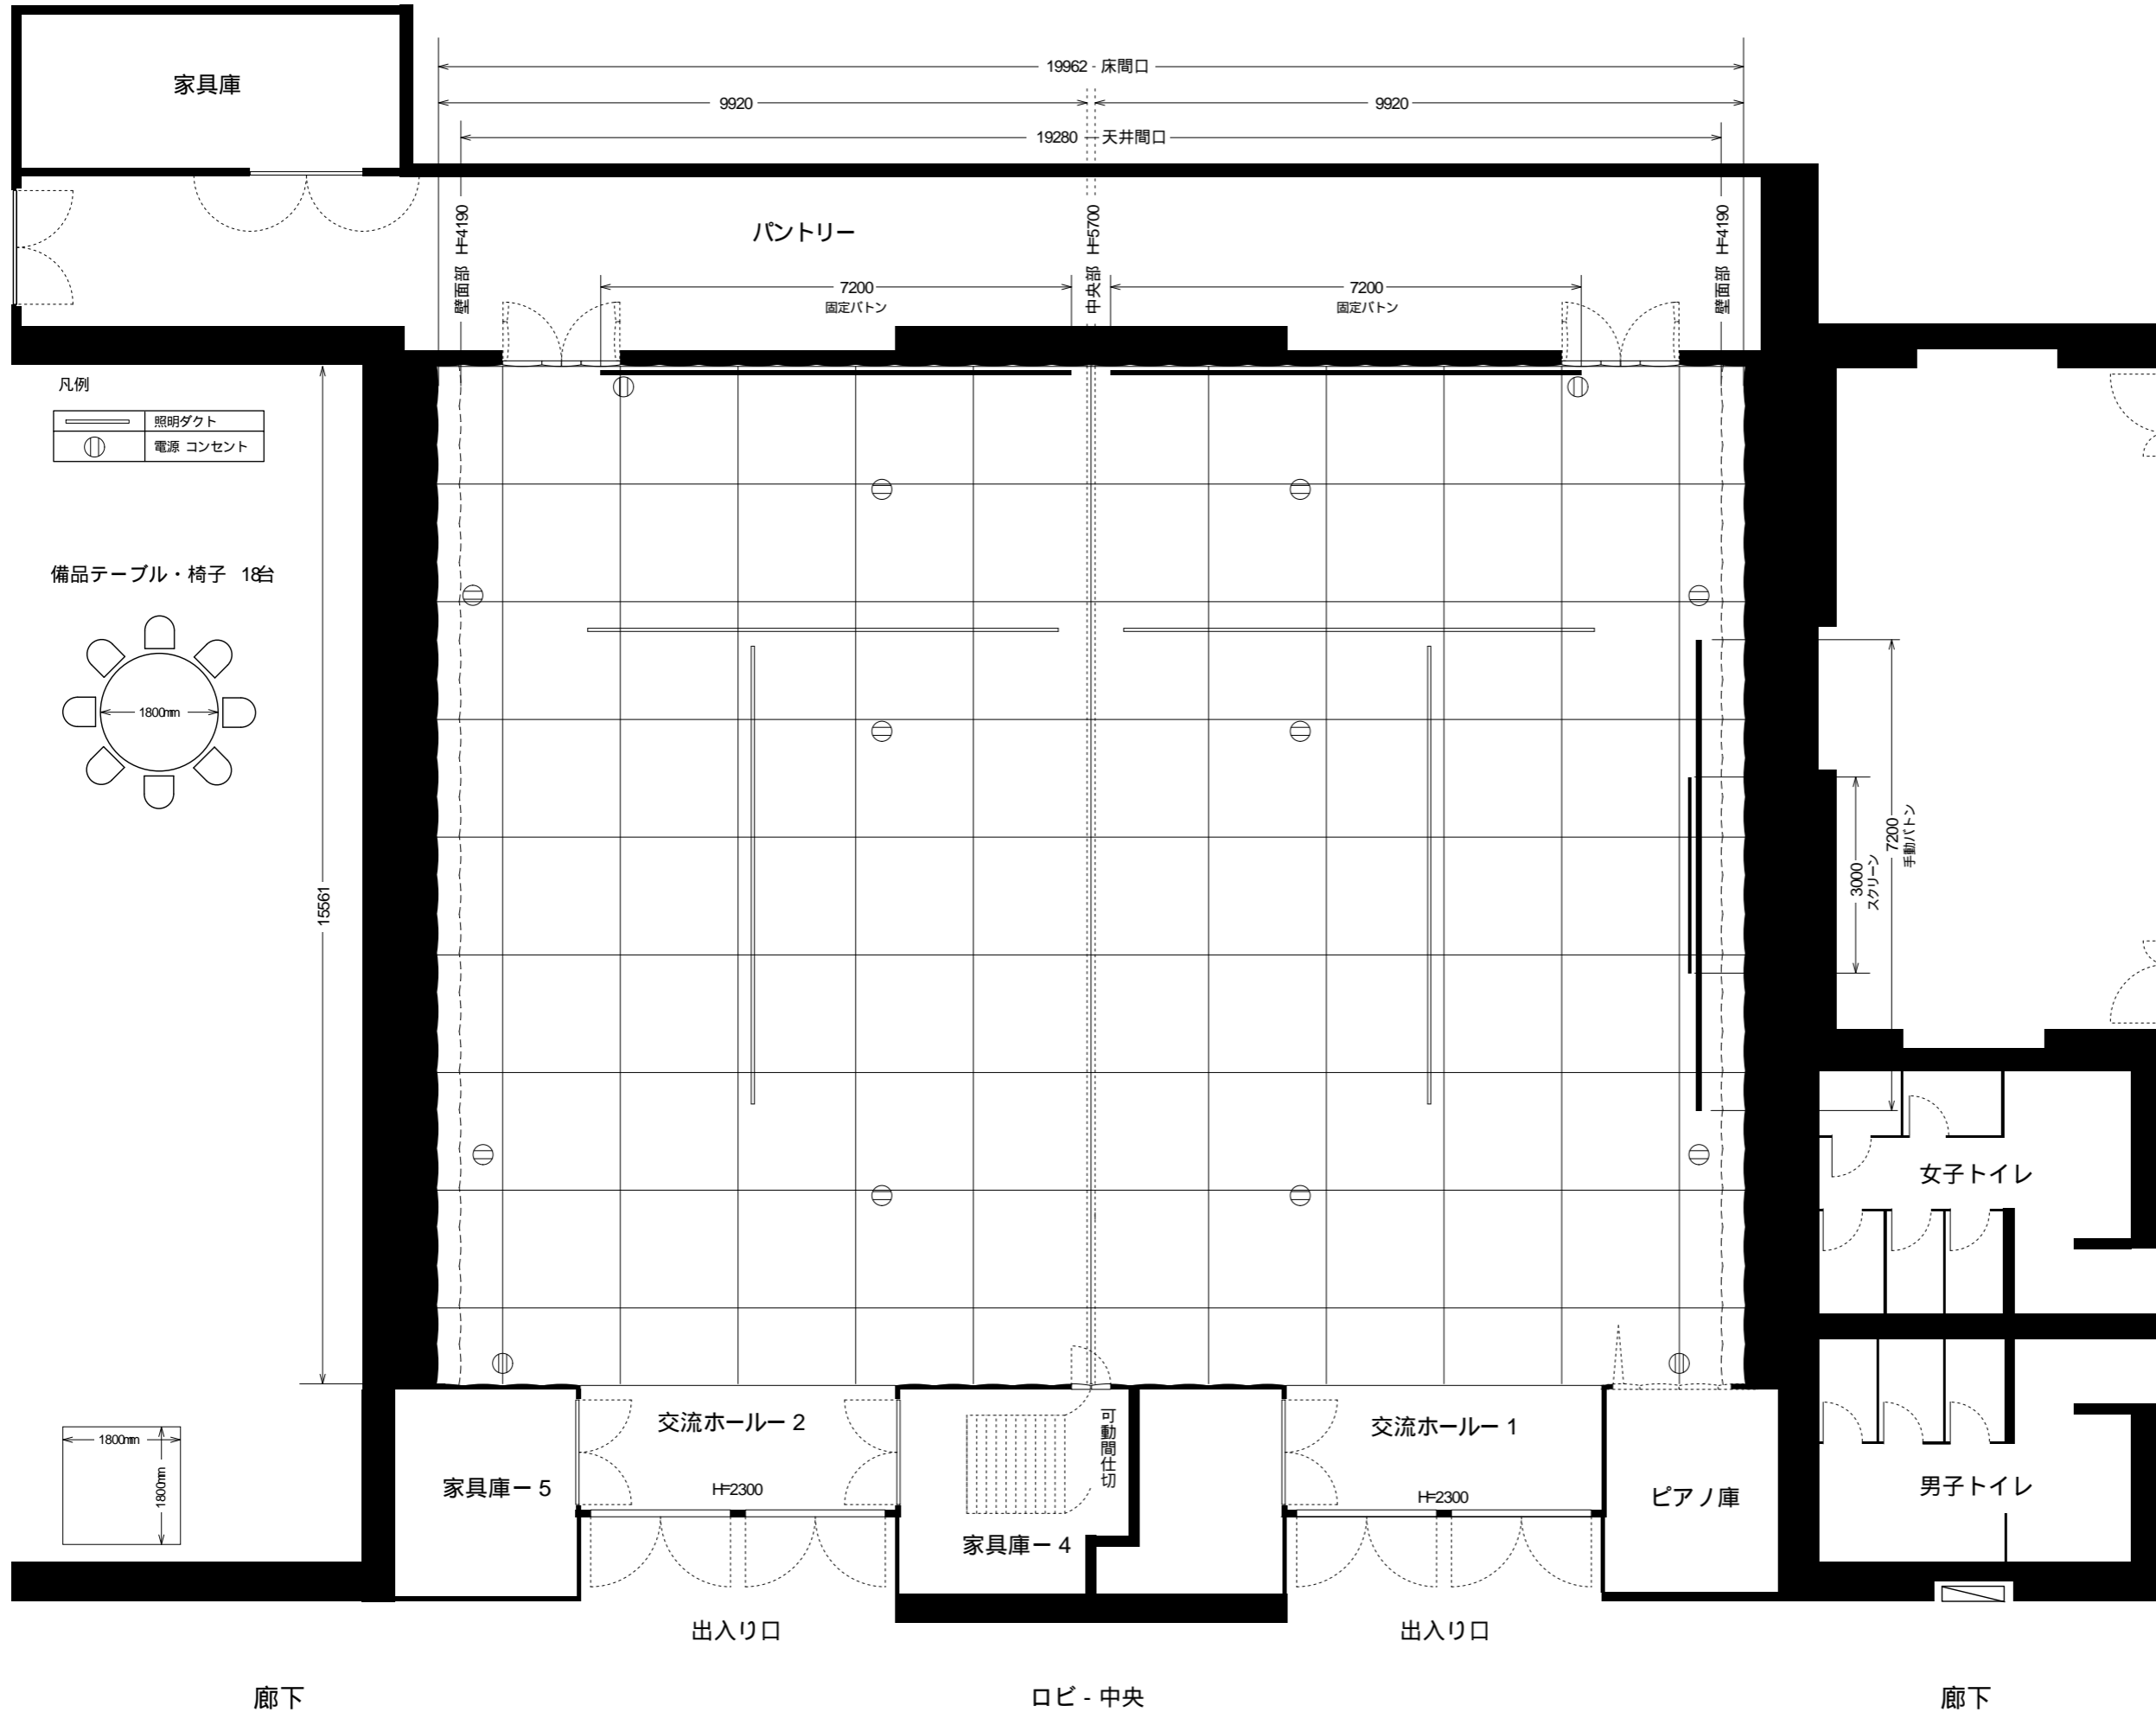 家具庫
19962 - 床間口
9920
9920
19280 天井間口
壁面部 H=4190
パントリー
中央部 H=5700
壁面部 H=4190
7200
固定バトン
7200
固定バトン
凡例
照明ダクト
電源 コンセント
備品テーブル・椅子 18台
1800mm
15561
3000
スクリーン
7200
手動バトン
女子トイレ
男子トイレ
1800mm
1800mm
家具庫ー5
交流ホールー2
H=2300
家具庫ー4
可動間仕切
交流ホールー1
H=2300
ピアノ庫
出入り口
出入り口
廊下
ロビ - 中央
廊下